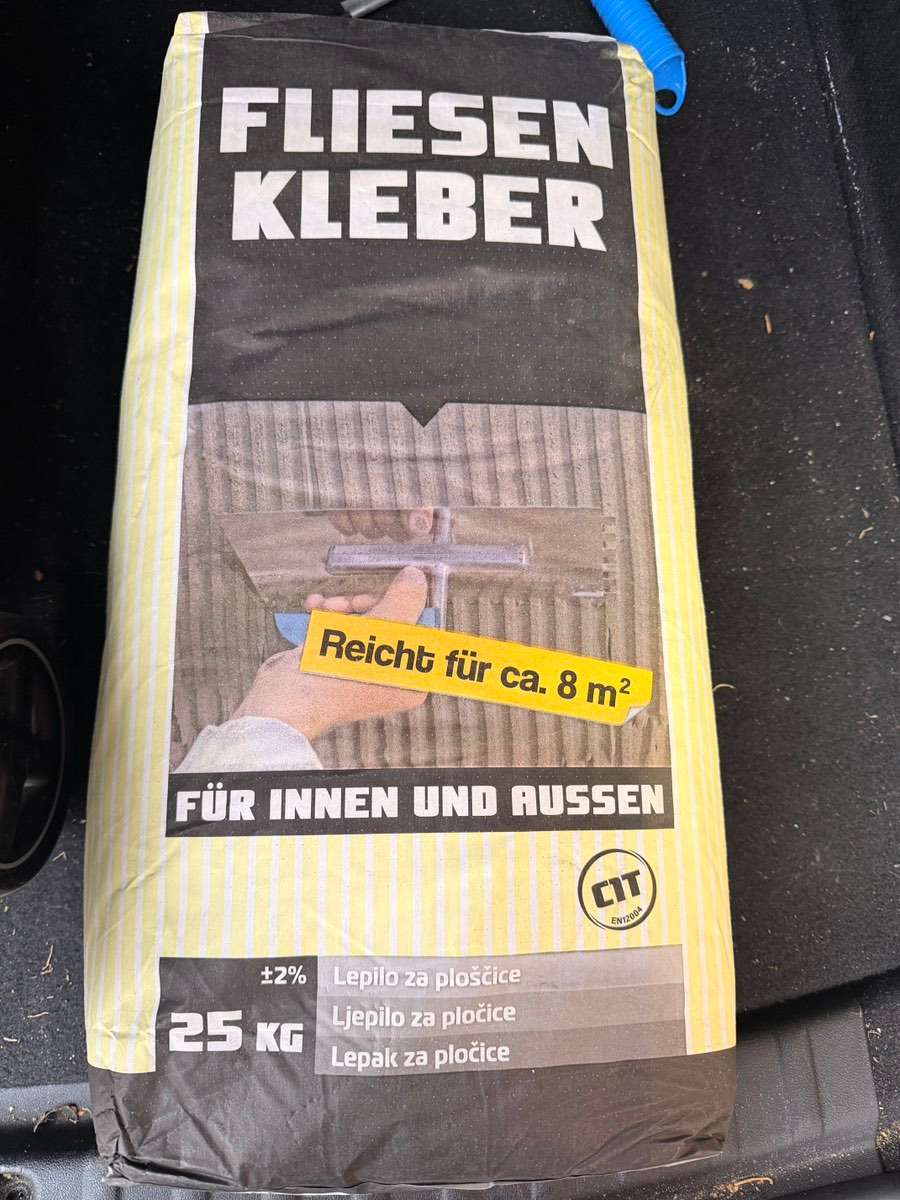 FLIESEN
KLEBER
Reicht für ca. 8 m²
FÜR INNEN UND AUSSEN
C1T
EN12004
±2%
25 KG
Lepilo za ploščice
Ljepilo za pločice
Lepak za pločice